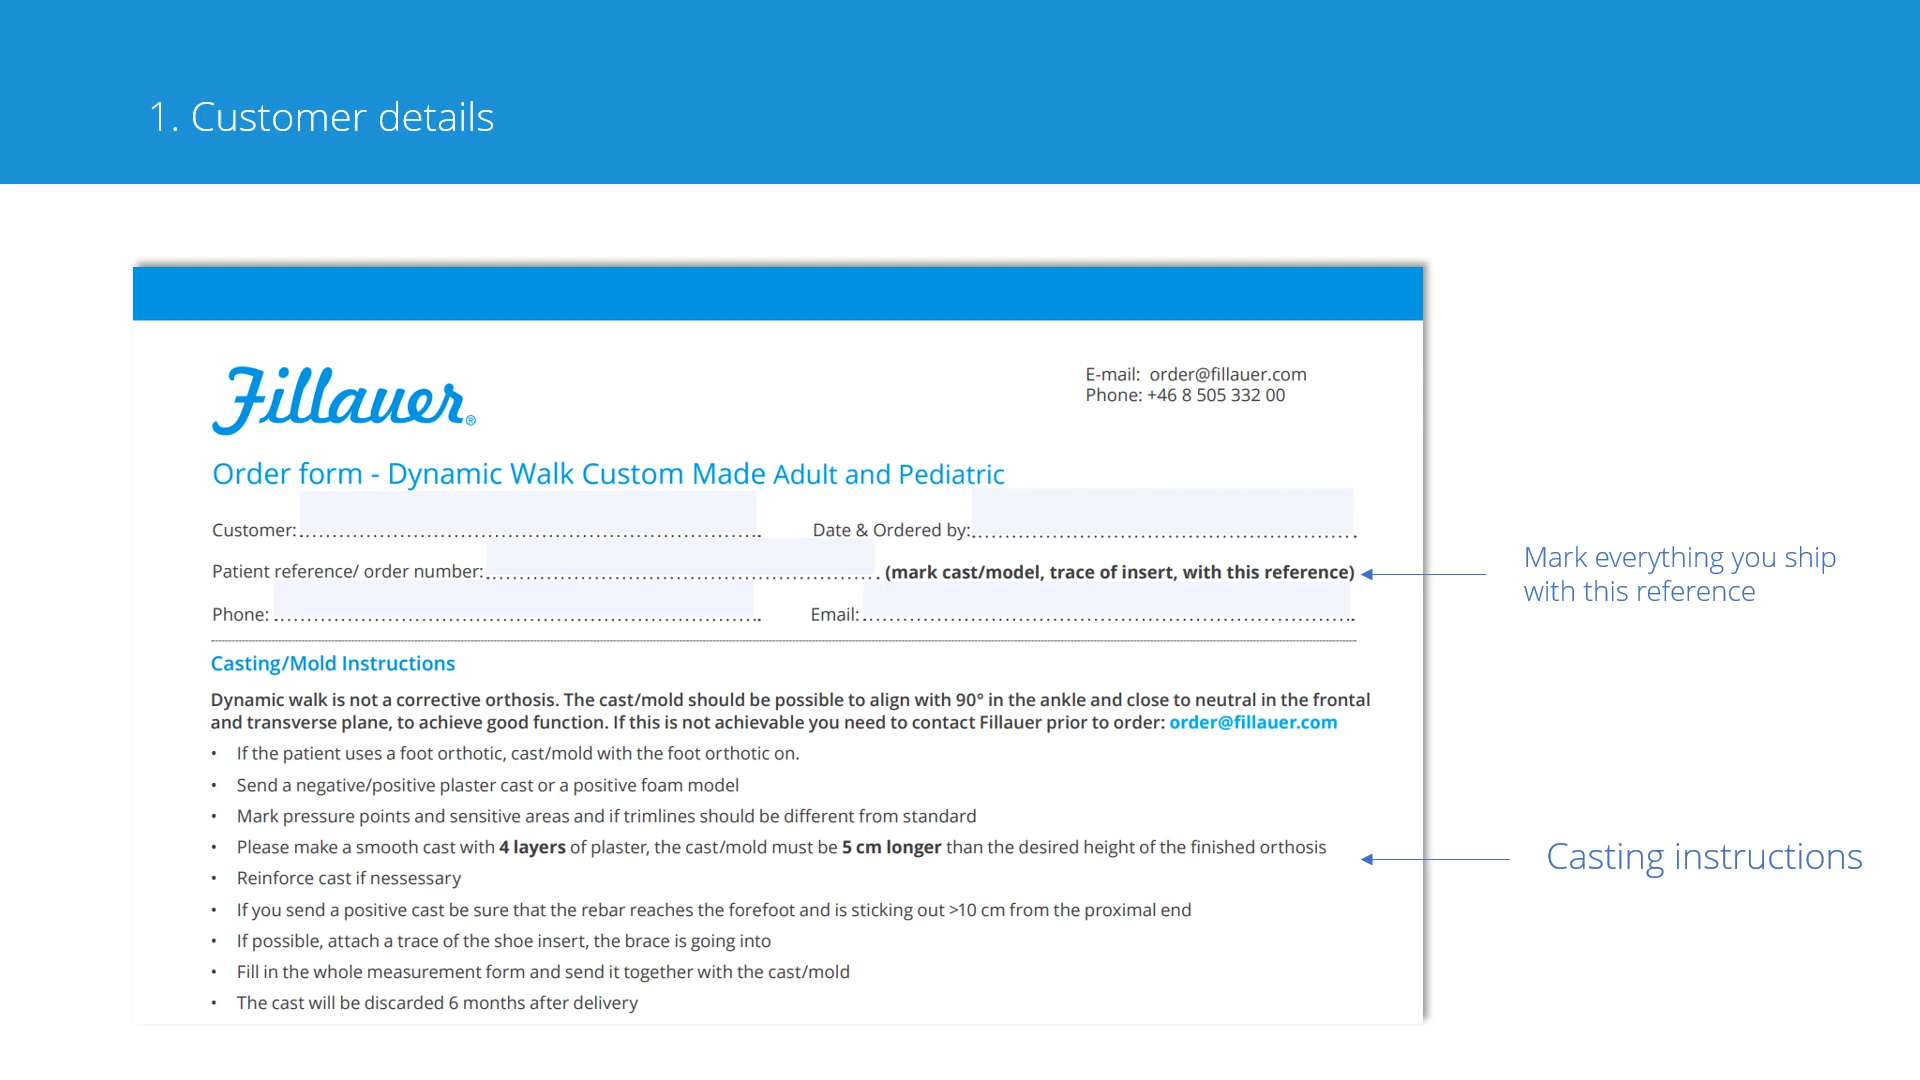 1. Customer details
Fillauer®
E-mail: order@fillauer.com
Phone: +46 8 505 332 00
Order form - Dynamic Walk Custom Made Adult and Pediatric
Customer: Date & Ordered by:
Patient reference/ order number: (mark cast/model, trace of insert, with this reference)
Phone: Email:
Mark everything you ship
with this reference
Casting/Mold Instructions
Dynamic walk is not a corrective orthosis. The cast/mold should be possible to align with 90° in the ankle and close to neutral in the frontal
and transverse plane, to achieve good function. If this is not achievable you need to contact Fillauer prior to order: order@fillauer.com
• If the patient uses a foot orthotic, cast/mold with the foot orthotic on.
• Send a negative/positive plaster cast or a positive foam model
• Mark pressure points and sensitive areas and if trimlines should be different from standard
• Please make a smooth cast with 4 layers of plaster, the cast/mold must be 5 cm longer than the desired height of the finished orthosis
Casting instructions
• Reinforce cast if nessessary
• If you send a positive cast be sure that the rebar reaches the forefoot and is sticking out >10 cm from the proximal end
• If possible, attach a trace of the shoe insert, the brace is going into
• Fill in the whole measurement form and send it together with the cast/mold
• The cast will be discarded 6 months after delivery